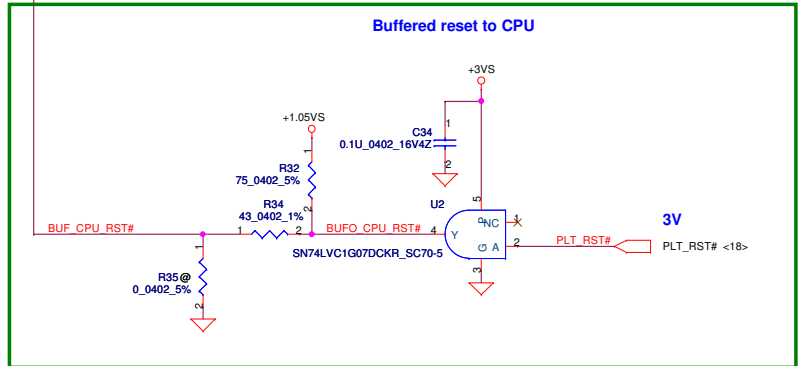 Buffered reset to CPU
+3VS
+1.05VS
1
C34
0.1U_0402_16V4Z
2
1
R32
75_0402_5%
2
R34
43_0402_1%
5
U2
P
NC
1
3V
BUF_CPU_RST#
1
2
BUFO_CPU_RST#
4
Y
G
A
2
PLT_RST#
PLT_RST# <18>
SN74LVC1G07DCKR_SC70-5
3
1
R35@
0_0402_5%
2